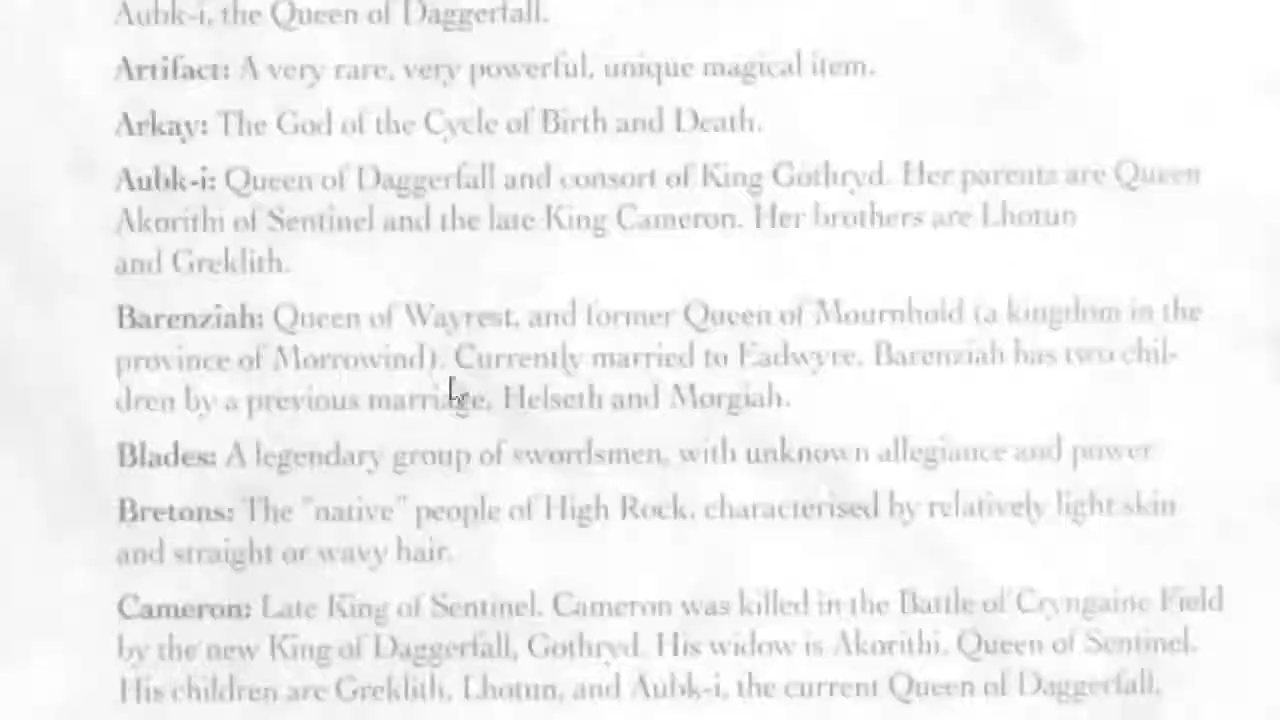 Aubk-i, the Queen of Daggerfall.
Artifact: A very rare, very powerful, unique magical item.
Arkay: The God of the Cycle of Birth and Death.
Aubk-i: Queen of Daggerfall and consort of King Gothryd. Her parents are Queen
Akorithi of Sentinel and the late King Cameron. Her brothers are Lhotun
and Greklith.
Barenziah: Queen of Wayrest, and former Queen of Mournhold (a kingdom in the
province of Morrowind). Currently married to Eadwyre, Barenziah has two chil-
dren by a previous marriage, Helseth and Morgiah.
Blades: A legendary group of swordsmen, with unknown allegiance and power
Bretons: The "native" people of High Rock, characterised by relatively light skin
and straight or wavy hair.
Cameron: Late King of Sentinel. Cameron was killed in the Battle of Cryngaine Field
by the new King of Daggerfall, Gothryd. His widow is Akorithi, Queen of Sentinel.
His children are Greklith, Lhotun, and Aubk-i, the current Queen of Daggerfall.